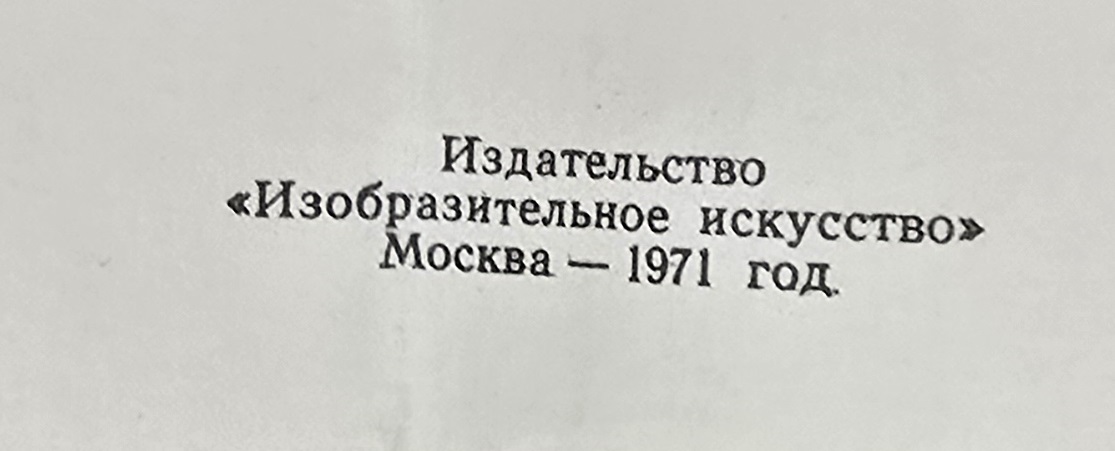 Издательство
«Изобразительное искусство»
Москва — 1971 год.